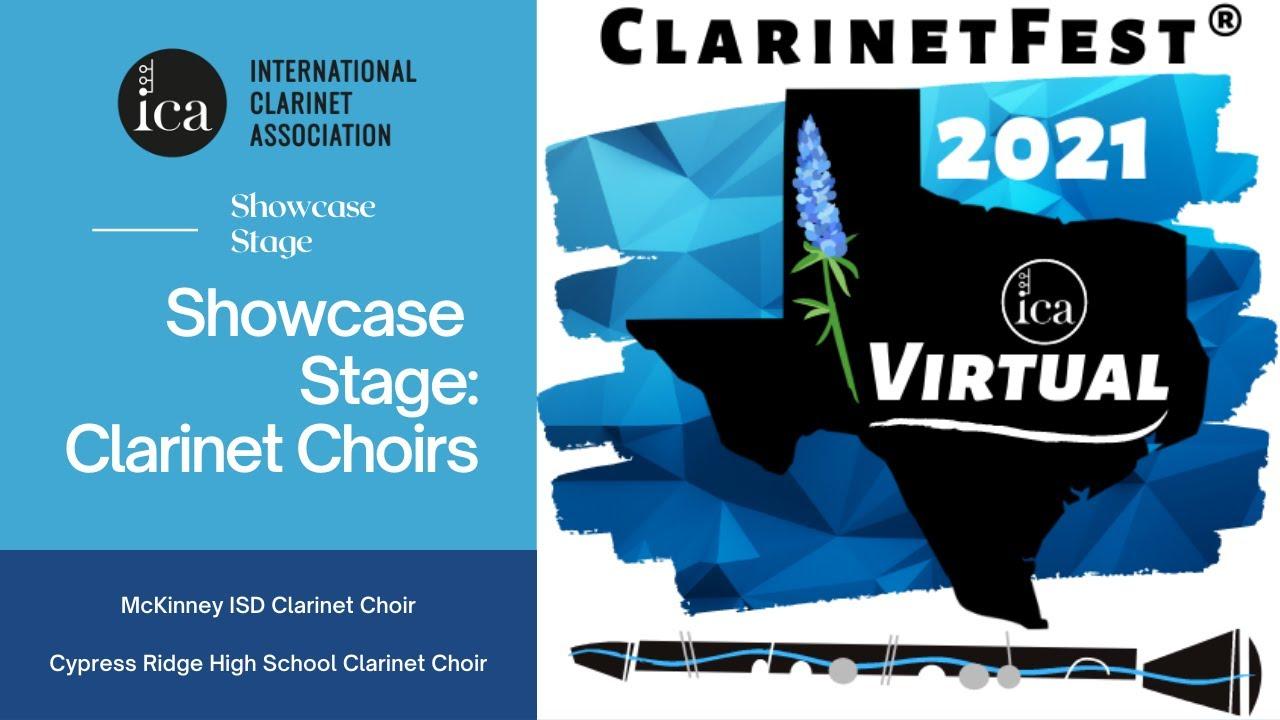 ica
INTERNATIONAL
CLARINET
ASSOCIATION
Showcase
Stage
Showcase
Stage:
Clarinet Choirs
McKinney ISD Clarinet Choir
Cypress Ridge High School Clarinet Choir
CLARINETFEST®
2021
ica
VIRTUAL